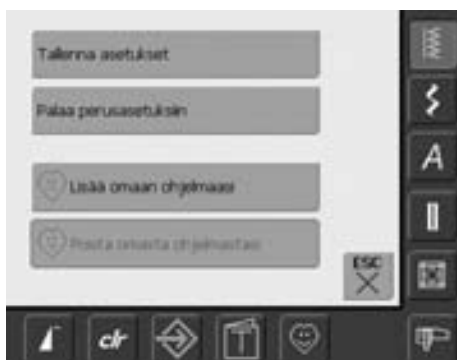 Tallenna asetukset
Palaa perusasetuksiin
Lisää omaan ohjelmaasi
Poista omasta ohjelmastasi
ESC
A
clr